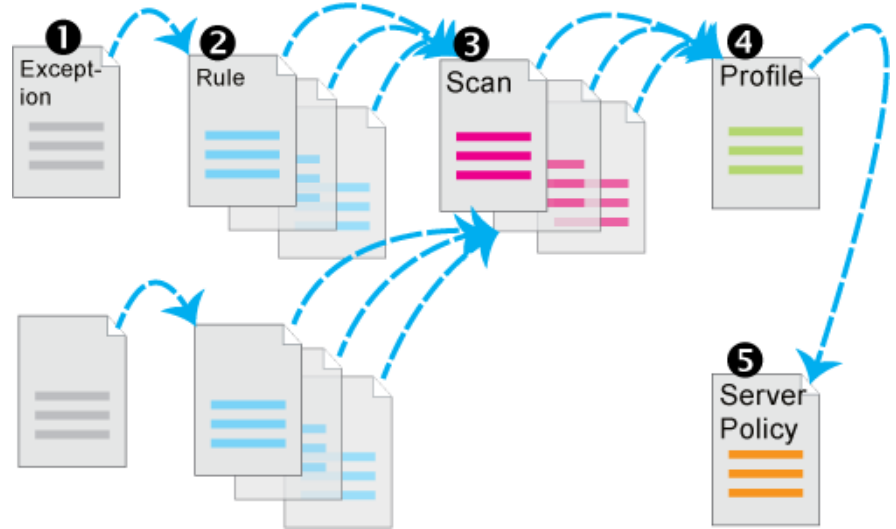 ❶
Except-
ion
❷
Rule
❸
Scan
❹
Profile
❺
Server
Policy